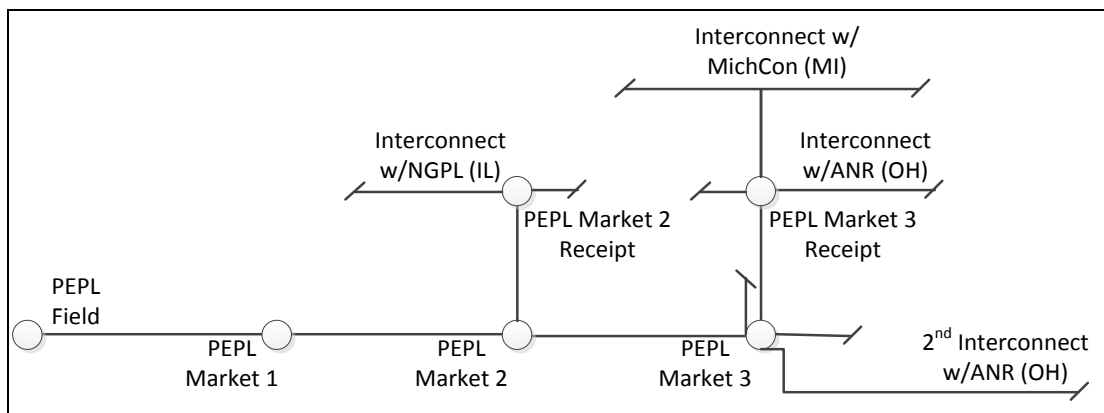 Interconnect w/
MichCon (MI)
Interconnect
w/NGPL (IL)
Interconnect
w/ANR (OH)
PEPL Market 2
Receipt
PEPL Market 3
Receipt
PEPL
Field
PEPL
Market 1
PEPL
Market 2
PEPL
Market 3
2nd Interconnect
w/ANR (OH)